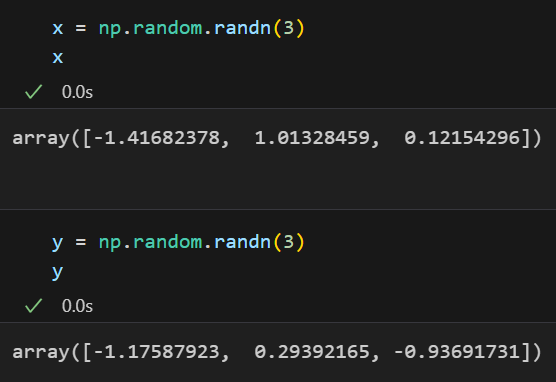 x = np.random.randn(3)
x
0.0s
array([-1.41682378,  1.01328459,  0.12154296])
y = np.random.randn(3)
y
0.0s
array([-1.17587923,  0.29392165, -0.93691731])